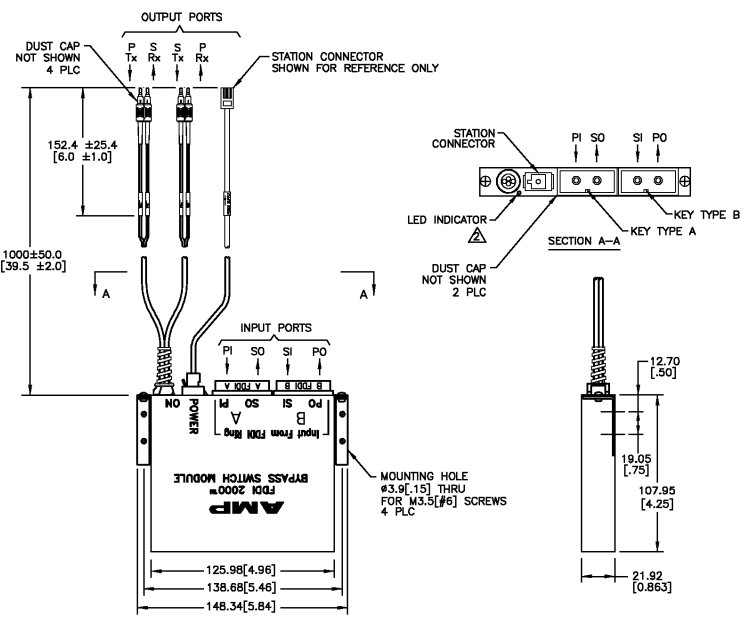 OUTPUT PORTS
P S S P
Tx Rx Tx Rx
DUST CAP
NOT SHOWN
4 PLC
STATION CONNECTOR
SHOWN FOR REFERENCE ONLY
152.4 ±25.4
[6.0 ±1.0]
1000±50.0
[39.5 ±2.0]
A
A
STATION
CONNECTOR
PI SO SI PO
LED INDICATOR
2
KEY TYPE B
KEY TYPE A
SECTION A-A
DUST CAP
NOT SHOWN
2 PLC
INPUT PORTS
PI SO SI PO
A FDDI A
B FDDI B
ON
POWER
PI
SO
SI
PO
A
B
Input From FDDI Ring
BYPASS SWITCH MODULE
FDDI 2000™
AMP
MOUNTING HOLE
ø3.9[.15] THRU
FOR M3.5[#6] SCREWS
4 PLC
125.98[4.96]
138.68[5.46]
148.34[5.84]
12.70
[.50]
19.05
[.75]
107.95
[4.25]
21.92
[0.863]